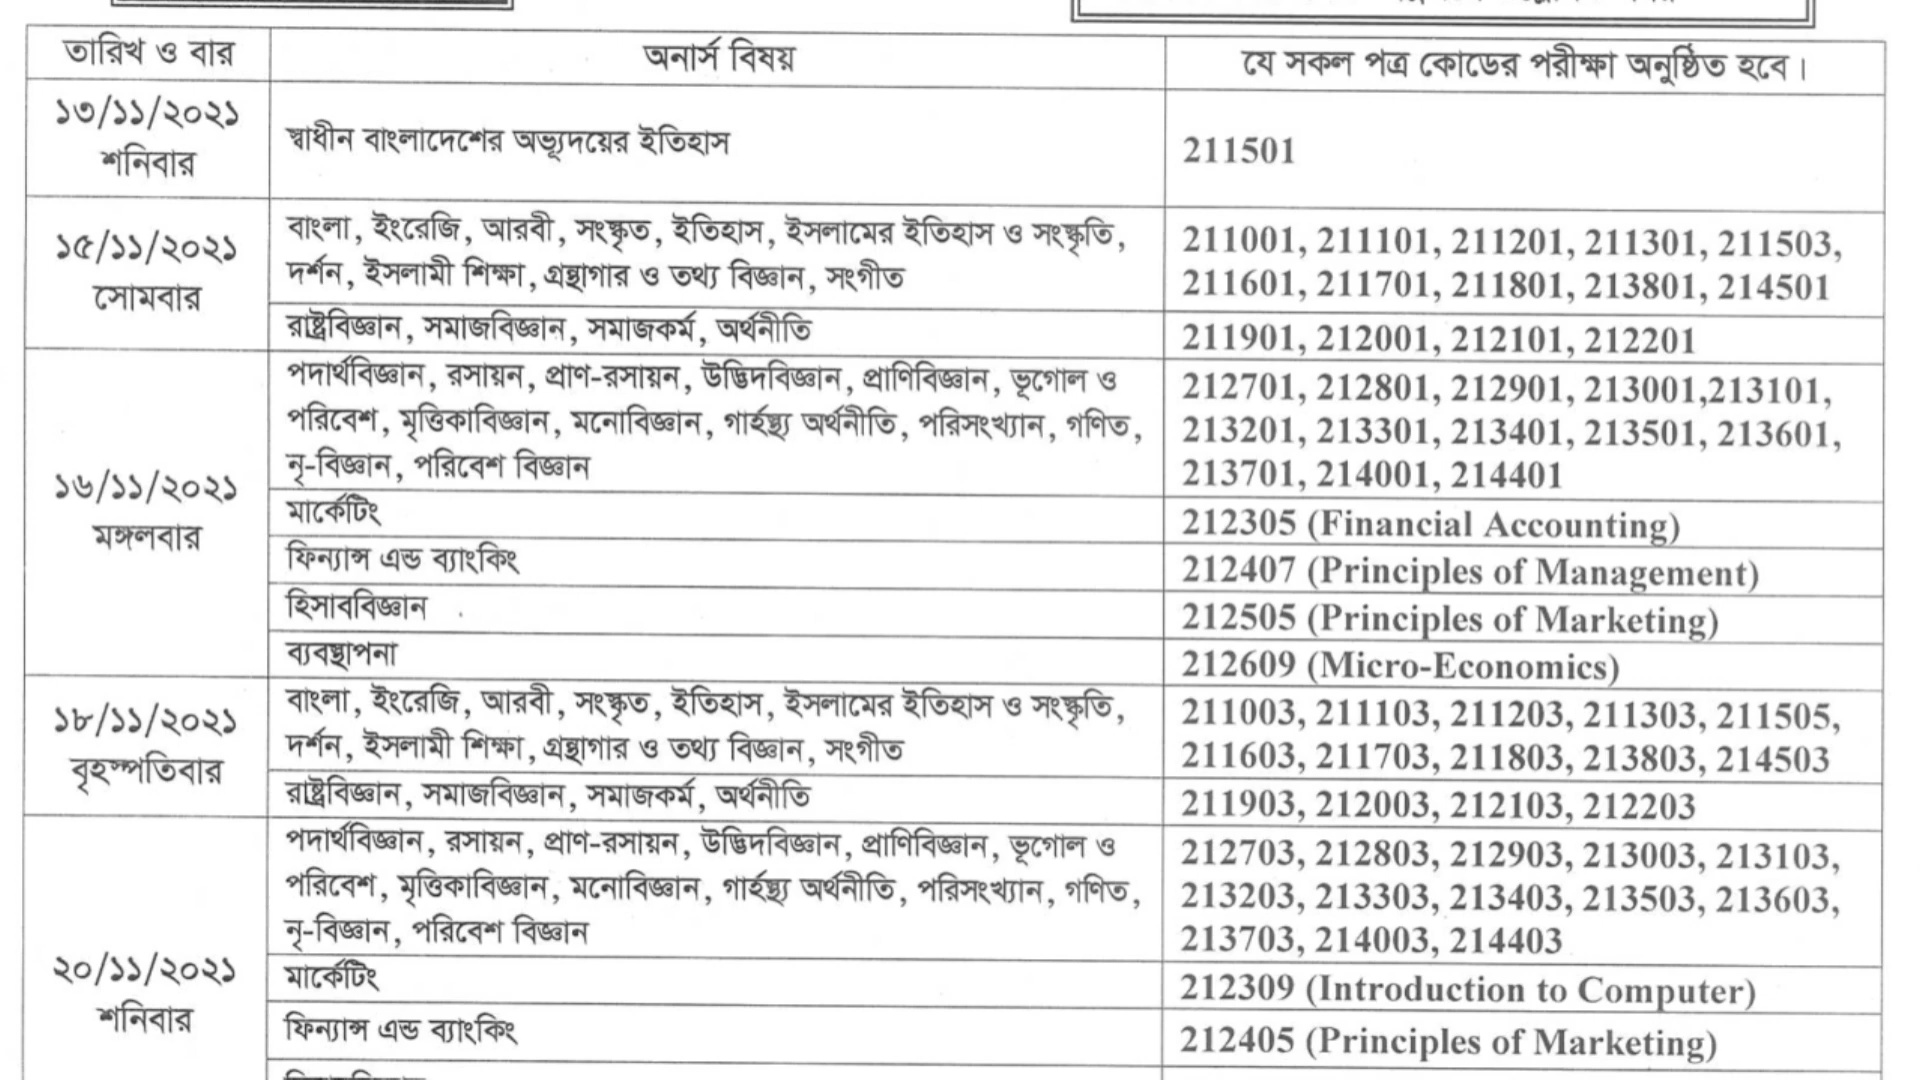 তারিখ ও বার
অনার্স বিষয়
যে সকল পত্র কোডের পরীক্ষা অনুষ্ঠিত হবে।
১৩/১১/২০২১
শনিবার
স্বাধীন বাংলাদেশের অভ্যূদয়ের ইতিহাস
211501
১৫/১১/২০২১
সোমবার
বাংলা, ইংরেজি, আরবী, সংস্কৃত, ইতিহাস, ইসলামের ইতিহাস ও সংস্কৃতি,
দর্শন, ইসলামী শিক্ষা, গ্রন্থাগার ও তথ্য বিজ্ঞান, সংগীত
211001, 211101, 211201, 211301, 211503,
211601, 211701, 211801, 213801, 214501
রাষ্ট্রবিজ্ঞান, সমাজবিজ্ঞান, সমাজকর্ম, অর্থনীতি
211901, 212001, 212101, 212201
১৬/১১/২০২১
মঙ্গলবার
পদার্থবিজ্ঞান, রসায়ন, প্রাণ-রসায়ন, উদ্ভিদবিজ্ঞান, প্রাণিবিজ্ঞান, ভূগোল ও
পরিবেশ, মৃত্তিকাবিজ্ঞান, মনোবিজ্ঞান, গার্হস্থ্য অর্থনীতি, পরিসংখ্যান, গণিত,
নৃ-বিজ্ঞান, পরিবেশ বিজ্ঞান
212701, 212801, 212901, 213001,213101,
213201, 213301, 213401, 213501, 213601,
213701, 214001, 214401
মার্কেটিং
212305 (Financial Accounting)
ফিন্যান্স এন্ড ব্যাংকিং
212407 (Principles of Management)
হিসাববিজ্ঞান
212505 (Principles of Marketing)
ব্যবস্থাপনা
212609 (Micro-Economics)
১৮/১১/২০২১
বৃহস্পতিবার
বাংলা, ইংরেজি, আরবী, সংস্কৃত, ইতিহাস, ইসলামের ইতিহাস ও সংস্কৃতি,
দর্শন, ইসলামী শিক্ষা, গ্রন্থাগার ও তথ্য বিজ্ঞান, সংগীত
211003, 211103, 211203, 211303, 211505,
211603, 211703, 211803, 213803, 214503
রাষ্ট্রবিজ্ঞান, সমাজবিজ্ঞান, সমাজকর্ম, অর্থনীতি
211903, 212003, 212103, 212203
২০/১১/২০২১
শনিবার
পদার্থবিজ্ঞান, রসায়ন, প্রাণ-রসায়ন, উদ্ভিদবিজ্ঞান, প্রাণিবিজ্ঞান, ভূগোল ও
পরিবেশ, মৃত্তিকাবিজ্ঞান, মনোবিজ্ঞান, গার্হস্থ্য অর্থনীতি, পরিসংখ্যান, গণিত,
নৃ-বিজ্ঞান, পরিবেশ বিজ্ঞান
212703, 212803, 212903, 213003, 213103,
213203, 213303, 213403, 213503, 213603,
213703, 214003, 214403
মার্কেটিং
212309 (Introduction to Computer)
ফিন্যান্স এন্ড ব্যাংকিং
212405 (Principles of Marketing)